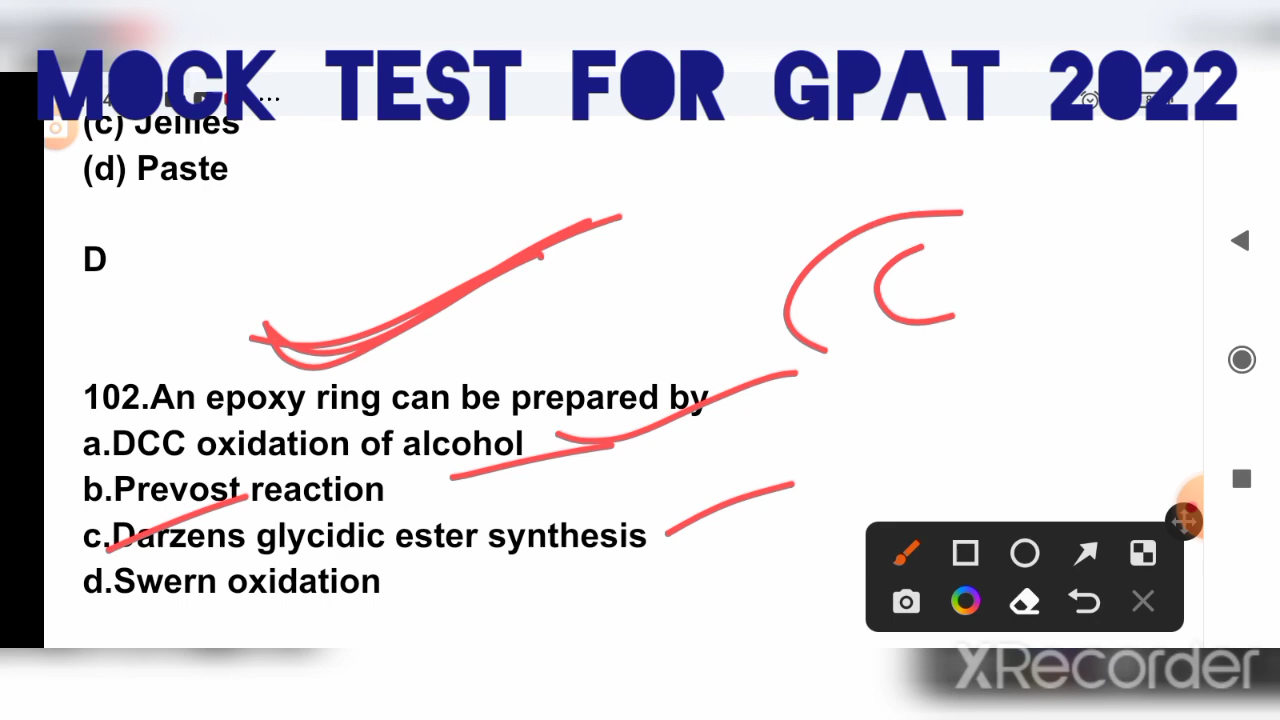 MOCK TEST FOR GPAT 2022
(c) Jellies
(d) Paste
D
102.An epoxy ring can be prepared by
a.DCC oxidation of alcohol
b.Prevost reaction
c.Darzens glycidic ester synthesis
d.Swern oxidation
XRecorder